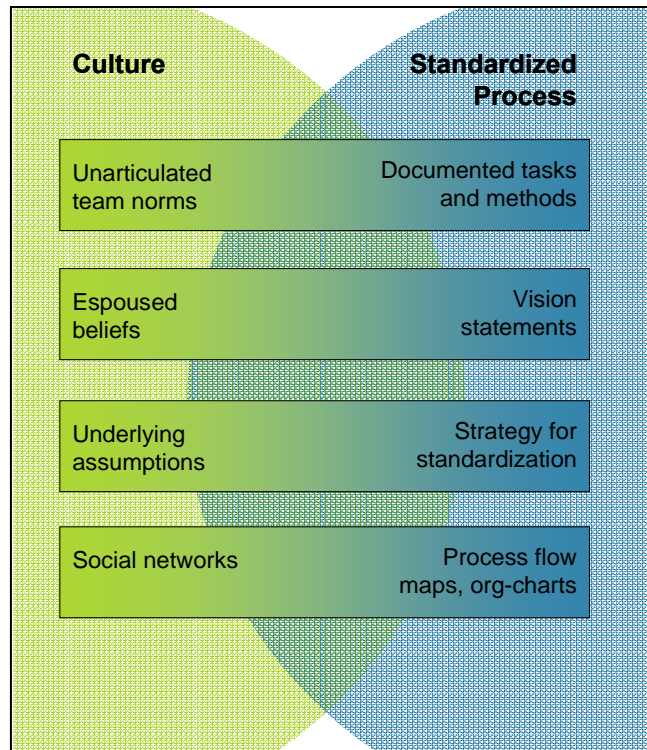 Culture
Standardized
Process
Unarticulated
team norms
Documented tasks
and methods
Espoused
beliefs
Vision
statements
Underlying
assumptions
Strategy for
standardization
Social networks
Process flow
maps, org-charts